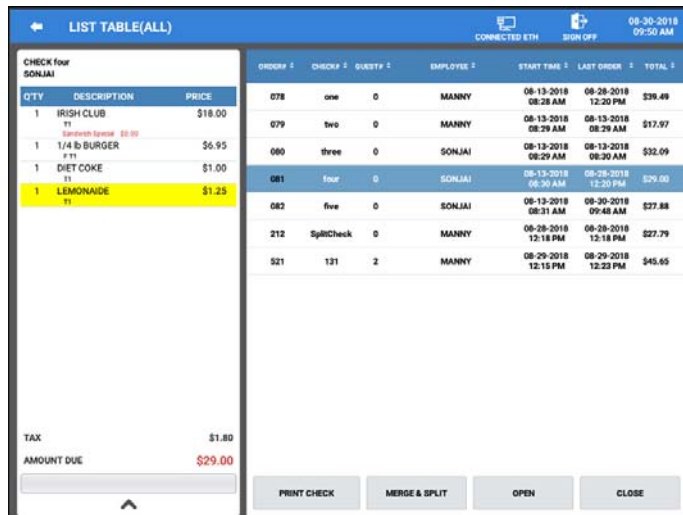 LIST TABLE(ALL)
CONNECTED ETH
SIGN OFF
08-30-2018
09:50 AM
CHECK four
SONJAI
Q'TY DESCRIPTION PRICE
1 IRISH CLUB $18.00
T1
Sandwich Special $0.00
1 1/4 lb BURGER $6.95
F T1
1 DIET COKE $1.00
T1
1 LEMONAIDE $1.25
T1
TAX $1.80
AMOUNT DUE $29.00
ORDER# CHECK# GUEST# EMPLOYEE START TIME LAST ORDER TOTAL
078 one 0 MANNY 08-13-2018 08:28 AM 08-28-2018 12:20 PM $39.49
079 two 0 MANNY 08-13-2018 08:29 AM 08-13-2018 08:29 AM $17.97
080 three 0 SONJAI 08-13-2018 08:29 AM 08-13-2018 08:30 AM $32.09
081 four 0 SONJAI 08-13-2018 08:30 AM 08-28-2018 12:20 PM $29.00
082 five 0 SONJAI 08-13-2018 08:31 AM 08-30-2018 09:48 AM $27.88
212 SplitCheck 0 MANNY 08-28-2018 12:18 PM 08-28-2018 12:18 PM $27.79
521 131 2 MANNY 08-29-2018 12:15 PM 08-29-2018 12:23 PM $45.65
PRINT CHECK
MERGE & SPLIT
OPEN
CLOSE